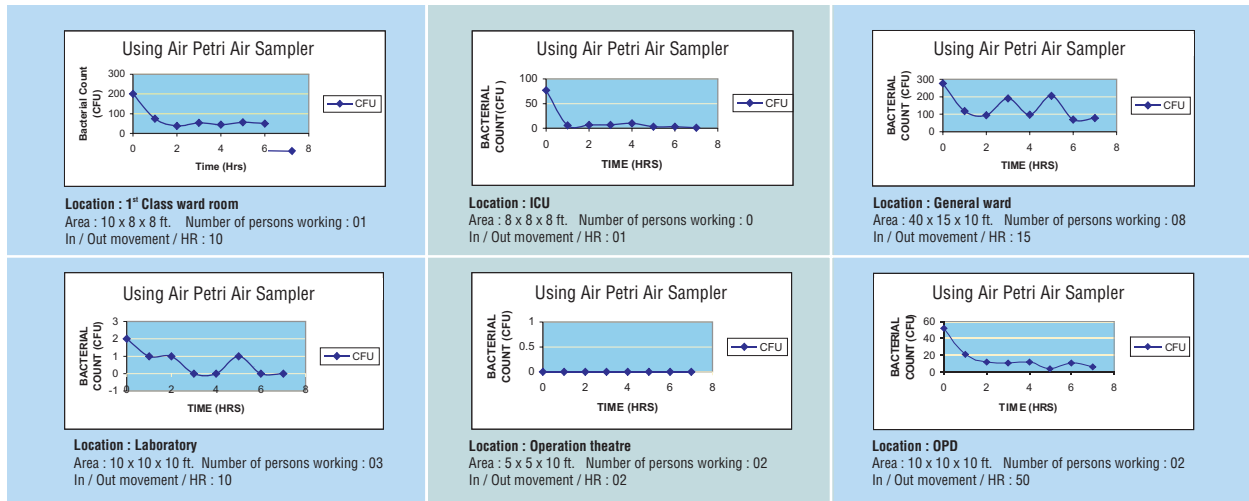 Using Air Petri Air Sampler
Bacterial Count
(CFU)
300
200
100
0
0 2 4 6 8
Time (Hrs)
CFU
Location : 1st Class ward room
Area : 10 x 8 x 8 ft. Number of persons working : 01
In / Out movement / HR : 10
Using Air Petri Air Sampler
BACTERIAL
COUNT(CFU )
100
50
0
0 2 4 6 8
TIME (HRS)
CFU
Location : ICU
Area : 8 x 8 x 8 ft. Number of persons working : 0
In / Out movement / HR : 01
Using Air Petri Air Sampler
BACTERIAL
COUNT (CFU)
300
200
100
0
0 2 4 6 8
TIME (HRS)
CFU
Location : General ward
Area : 40 x 15 x 10 ft. Number of persons working : 08
In / Out movement / HR : 15
Using Air Petri Air Sampler
BACTERIAL
COUNT (CFU)
3
2
1
0
-1
0 2 4 6 8
TIME (HRS)
CFU
Location : Laboratory
Area : 10 x 10 x 10 ft. Number of persons working : 03
In / Out movement / HR : 10
Using Air Petri Air Sampler
BACTERIAL
COUNT (CFU)
1
0.5
0
0 2 4 6 8
TIME (HRS)
CFU
Location : Operation theatre
Area : 5 x 5 x 10 ft. Number of persons working : 02
In / Out movement / HR : 02
Using Air Petri Air Sampler
BACTERIAL
COUNT (CFU)
60
40
20
0
0 2 4 6 8
TIME (HRS)
CFU
Location : OPD
Area : 10 x 10 x 10 ft. Number of persons working : 02
In / Out movement / HR : 50